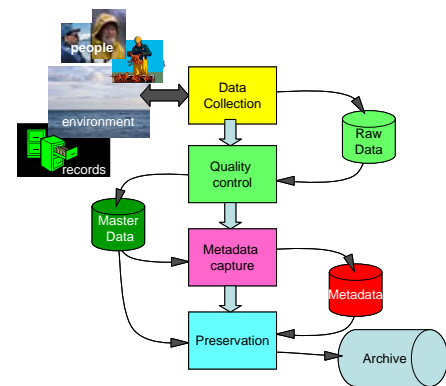 people
environment
records
Data
Collection
Raw
Data
Quality
control
Master
Data
Metadata
capture
Metadata
Preservation
Archive